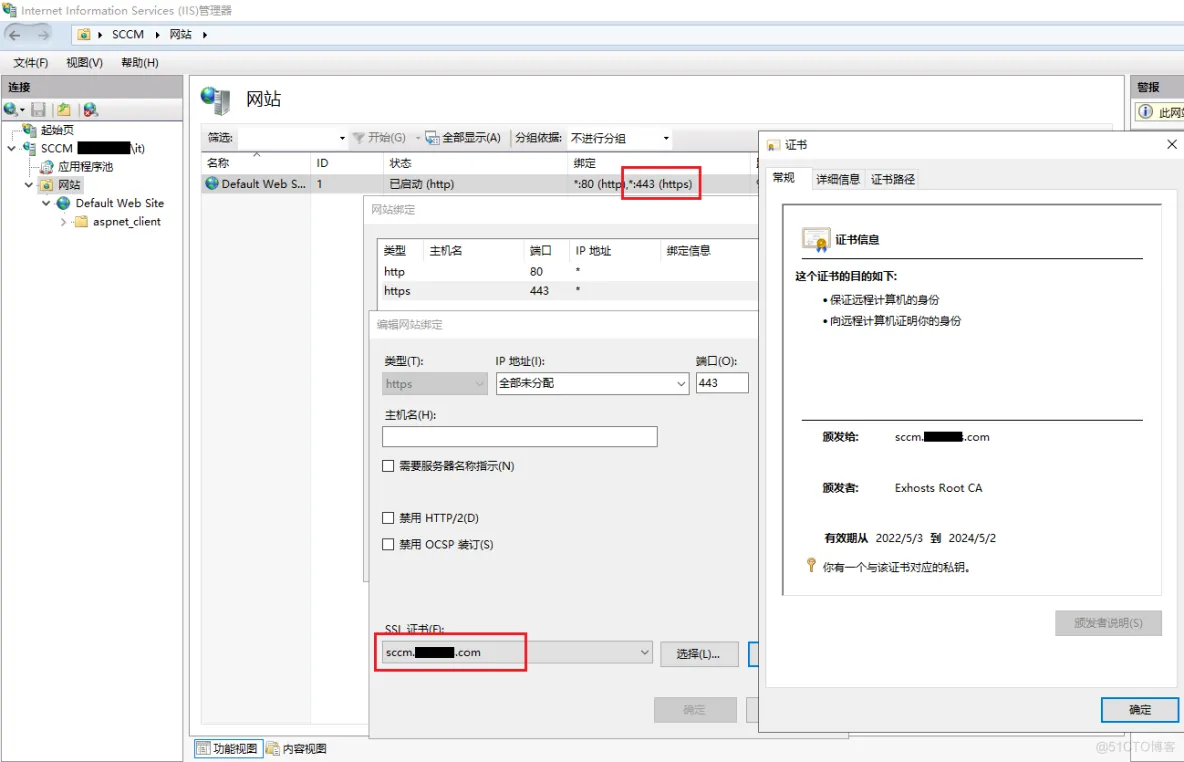 Internet Information Services (IIS)管理器
SCCM 网站
文件(F) 视图(V) 帮助(H)
连接
起始页
SCCM \it)
应用程序池
网站
Default Web Site
aspnet_client
网站
筛选: 开始(G) 全部显示(A) 分组依据: 不进行分组
名称 ID 状态 绑定
Default Web S... 1 已启动 (http) *:80 (http),*:443 (https)
网站绑定
类型 主机名 端口 IP 地址 绑定信息
http 80 *
https 443 *
编辑网站绑定
类型(T): IP 地址(I): 端口(O):
https 全部未分配 443
主机名(H):
需要服务器名称指示(N)
禁用 HTTP/2(D)
禁用 OCSP 装订(S)
SSL 证书(F):
sccm. .com 选择(L)...
确定
功能视图 内容视图
警报
此网站
证书
常规 详细信息 证书路径
证书信息
这个证书的目的如下:
• 保证远程计算机的身份
• 向远程计算机证明你的身份
颁发给: sccm. .com
颁发者: Exhosts Root CA
有效期从 2022/5/3 到 2024/5/2
你有一个与该证书对应的私钥。
颁发者说明(S)
确定
@51CTO博客